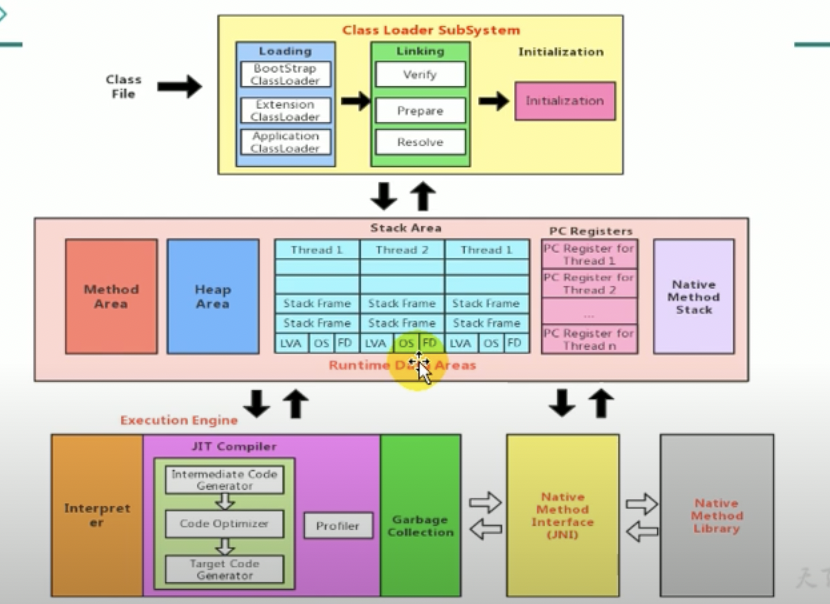 Class Loader SubSystem
Loading
Linking
Initialization
Class
File
BootStrap
ClassLoader
Extension
ClassLoader
Application
ClassLoader
Verify
Prepare
Resolve
Initialization
Stack Area
PC Registers
Method
Area
Heap
Area
Thread 1
Thread 2
Thread 1
Stack Frame
Stack Frame
Stack Frame
Stack Frame
Stack Frame
Stack Frame
LVA
OS
FD
LVA
OS
FD
LVA
OS
FD
PC Register for
Thread 1
PC Register for
Thread 2
...
PC Register for
Thread n
Native
Method
Stack
Runtime Areas
Execution Engine
Interpret
er
JIT Compiler
Intermediate Code
Generator
Code Optimizer
Target Code
Generator
Profiler
Garbage
Collection
Native
Method
Interface
(JNI)
Native
Method
Library
天